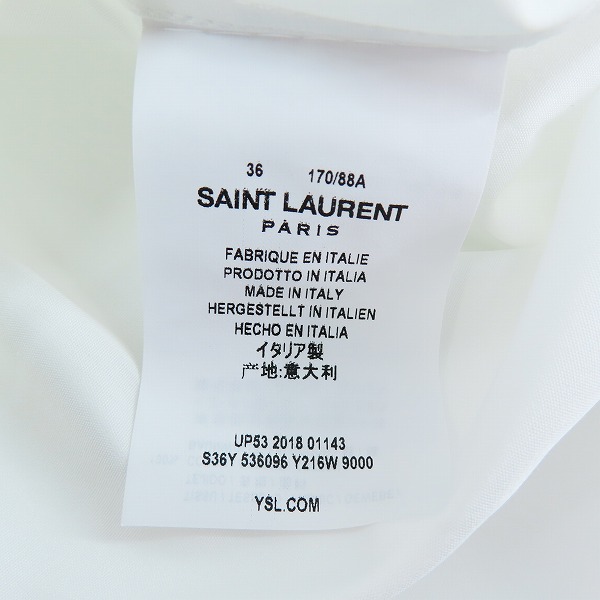 36 170/88A
SAINT LAURENT
PARIS
FABRIQUE EN ITALIE
PRODOTTO IN ITALIA
MADE IN ITALY
HERGESTELLT IN ITALIEN
HECHO EN ITALIA
イタリア製
产地:意大利
UP53 2018 01143
S36Y 536096 Y216W 9000
YSL.COM